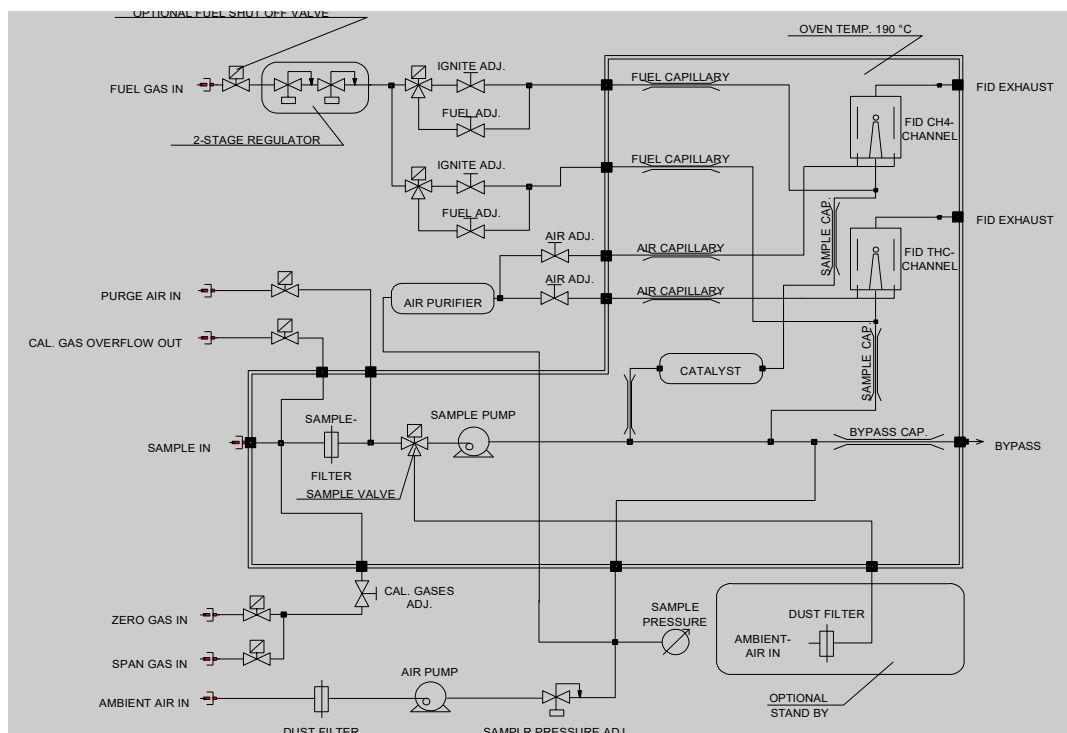 OPTIONAL FUEL SHUT OFF VALVE
OVEN TEMP. 190 °C
IGNITE ADJ.
FUEL CAPILLARY
FUEL GAS IN
FID EXHAUST
FUEL ADJ.
FID CH4-
CHANNEL
2-STAGE REGULATOR
IGNITE ADJ.
FUEL CAPILLARY
FUEL ADJ.
SAMPLE CAP.
FID EXHAUST
AIR ADJ.
AIR CAPILLARY
FID THC-
CHANNEL
AIR ADJ.
PURGE AIR IN
AIR PURIFIER
AIR CAPILLARY
CAL. GAS OVERFLOW OUT
SAMPLE CAP.
CATALYST
SAMPLE-
SAMPLE PUMP
BYPASS CAP.
SAMPLE IN
BYPASS
FILTER
SAMPLE VALVE
CAL. GASES
ADJ.
ZERO GAS IN
SAMPLE
PRESSURE
DUST FILTER
AMBIENT-
AIR IN
SPAN GAS IN
AIR PUMP
AMBIENT AIR IN
OPTIONAL
STAND BY
DUST FILTER
SAMPLR PRESSURE ADJ